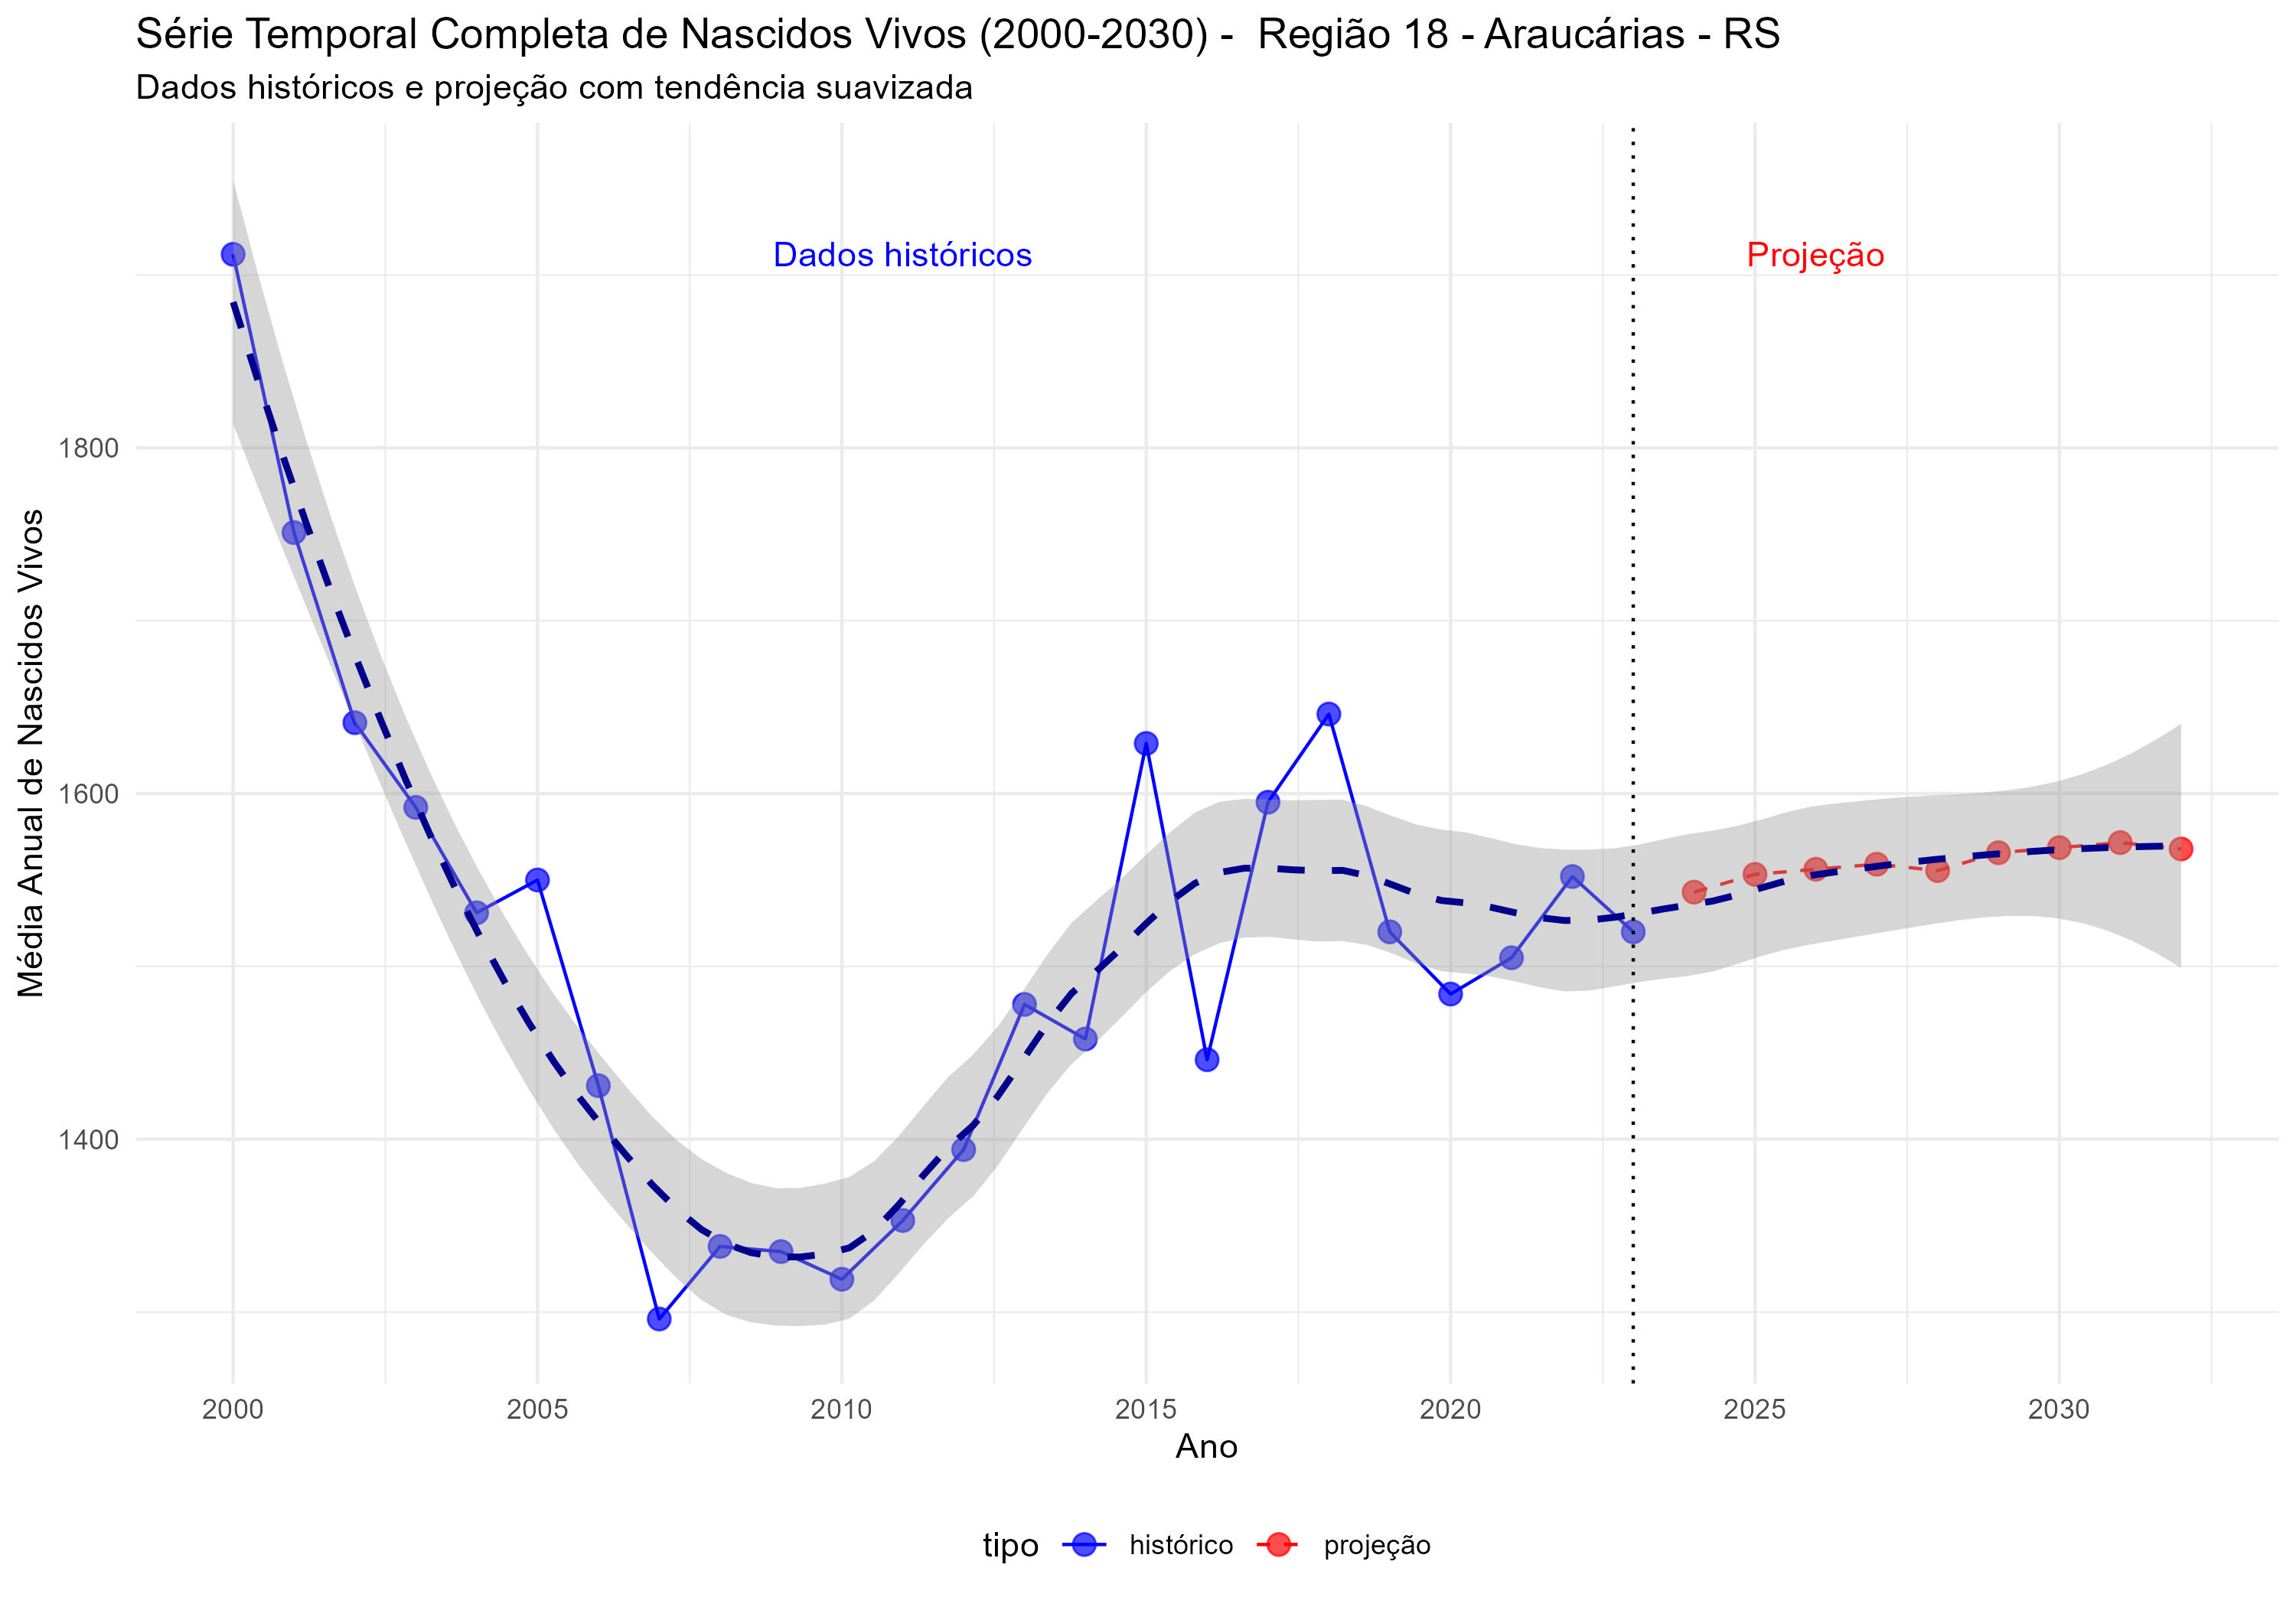 Série Temporal Completa de Nascidos Vivos (2000-2030) -  Região 18 - Araucárias - RS
Dados históricos e projeção com tendência suavizada
Dados históricos
Projeção
Média Anual de Nascidos Vivos
1800
1600
1400
2000
2005
2010
2015
2020
2025
2030
Ano
tipo
histórico
projeção